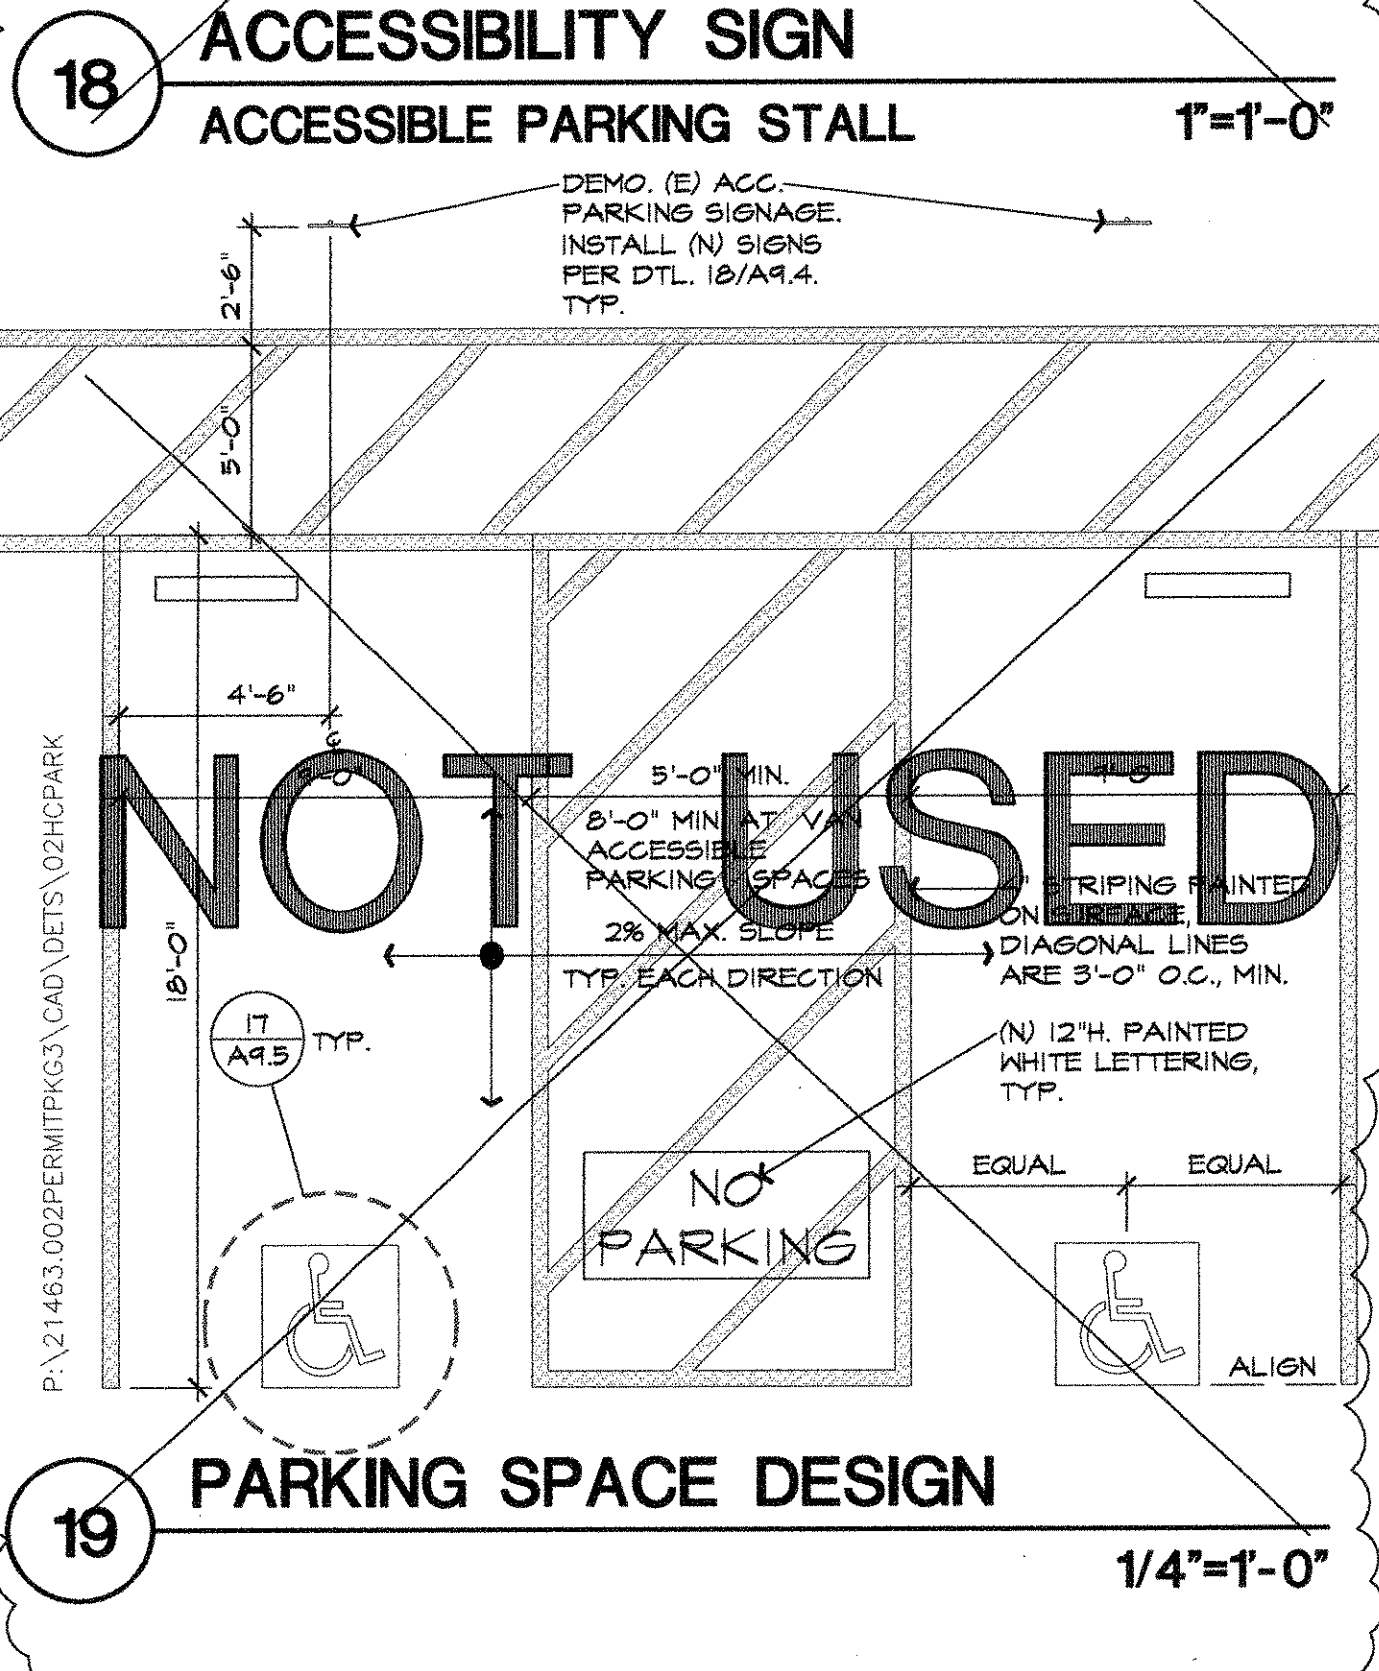 18
ACCESSIBILITY SIGN
ACCESSIBLE PARKING STALL
1"=1'-0"
DEMO. (E) ACC.
PARKING SIGNAGE.
INSTALL (N) SIGNS
PER DTL. 18/A9.4.
TYP.
2'-6"
5'-0"
4'-6"
NOT USED
5'-0" MIN.
8'-0" MIN AT VAN
ACCESSIBLE
PARKING SPACES
2% MAX. SLOPE
TYP. EACH DIRECTION
STRIPING PAINTED
ON SURFACE,
DIAGONAL LINES
ARE 3'-0" O.C., MIN.
18'-0"
17
A9.5
TYP.
(N) 12"H. PAINTED
WHITE LETTERING,
TYP.
EQUAL
EQUAL
NO
PARKING
ALIGN
P:\21463.002PERMITPKG3\CAD\DETS\02HCPARK
19
PARKING SPACE DESIGN
1/4"=1'-0"